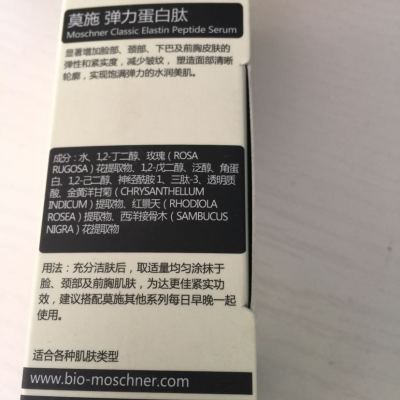 莫施 弹力蛋白肽
Moschner Classic Elastin Peptide Serum
显著增加脸部、颈部、下巴及前胸皮肤的
弹性和紧实度，减少皱纹，塑造面部清晰
轮廓，实现饱满弹力的水润美肌。
成分：水、1,2-丁二醇、玫瑰（ROSA
RUGOSA）花提取物、1,2-戊二醇、泛醇、角蛋
白、1,2-己二醇、神经酰胺 1、三肽-3、透明质
酸、金黄洋甘菊（CHRYSANTHELLUM
INDICUM）提取物、红景天（RHODIOLA
ROSEA）提取物、西洋接骨木（SAMBUCUS
NIGRA）花提取物
用法：充分洁肤后，取适量均匀涂抹于
脸、颈部及前胸肌肤，为达更佳紧实功
效，建议搭配莫施其他系列每日早晚一起
使用。
适合各种肌肤类型
www.bio-moschner.com